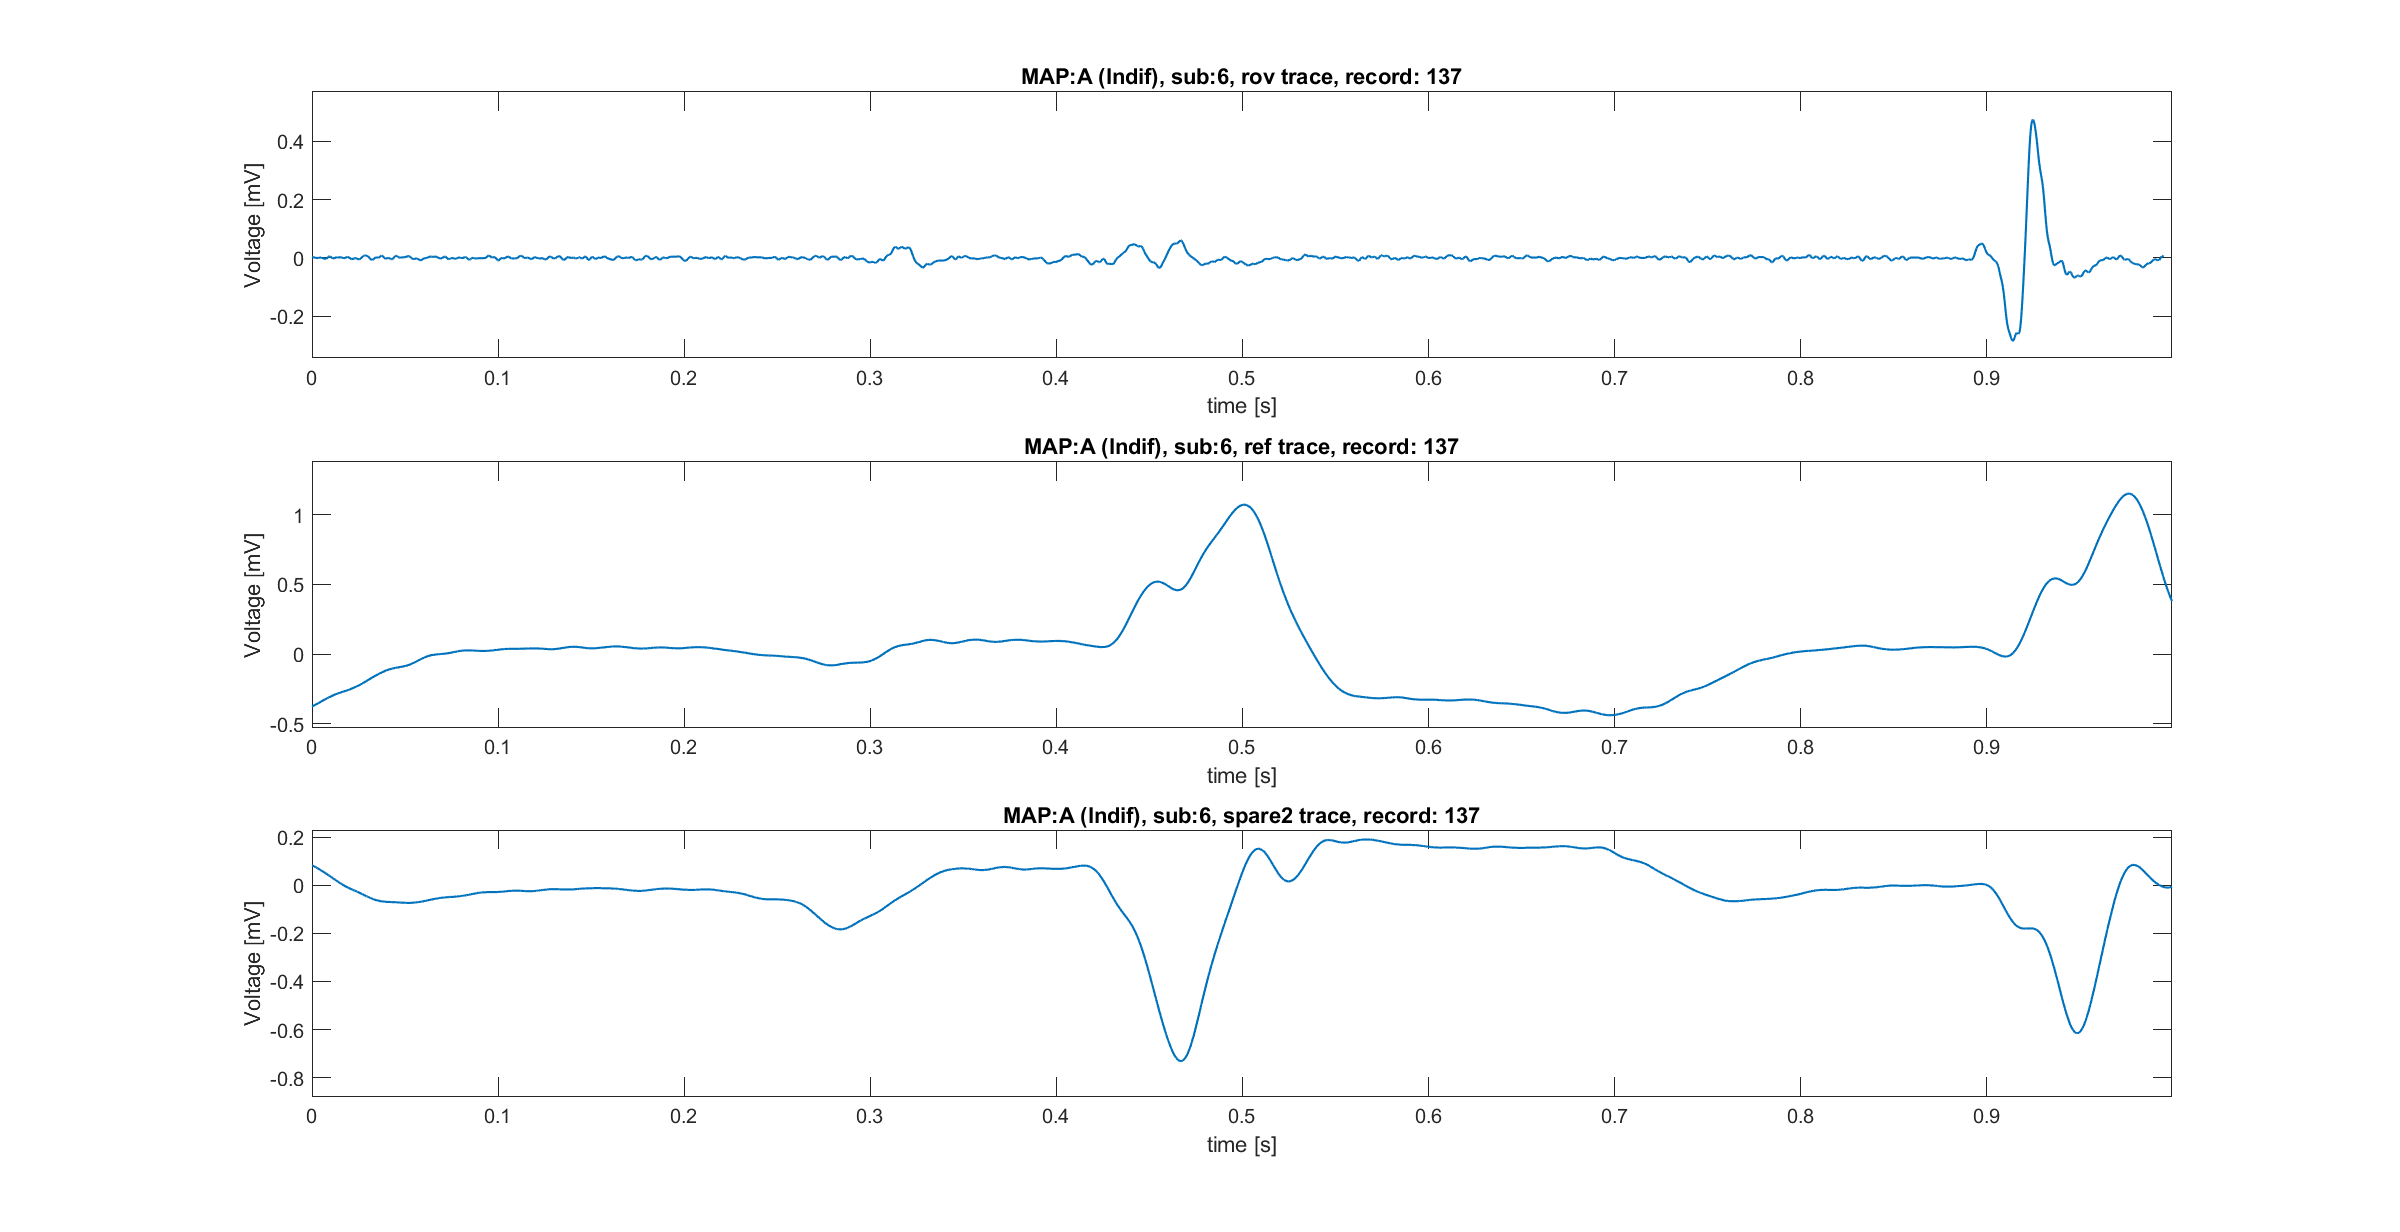 MAP:A (Indif), sub:6, rov trace, record: 137
0.4
0.2
0
-0.2
Voltage [mV]
0 0.1 0.2 0.3 0.4 0.5 0.6 0.7 0.8 0.9
time [s]
MAP:A (Indif), sub:6, ref trace, record: 137
1
0.5
0
-0.5
Voltage [mV]
0 0.1 0.2 0.3 0.4 0.5 0.6 0.7 0.8 0.9
time [s]
MAP:A (Indif), sub:6, spare2 trace, record: 137
0.2
0
-0.2
-0.4
-0.6
-0.8
Voltage [mV]
0 0.1 0.2 0.3 0.4 0.5 0.6 0.7 0.8 0.9
time [s]